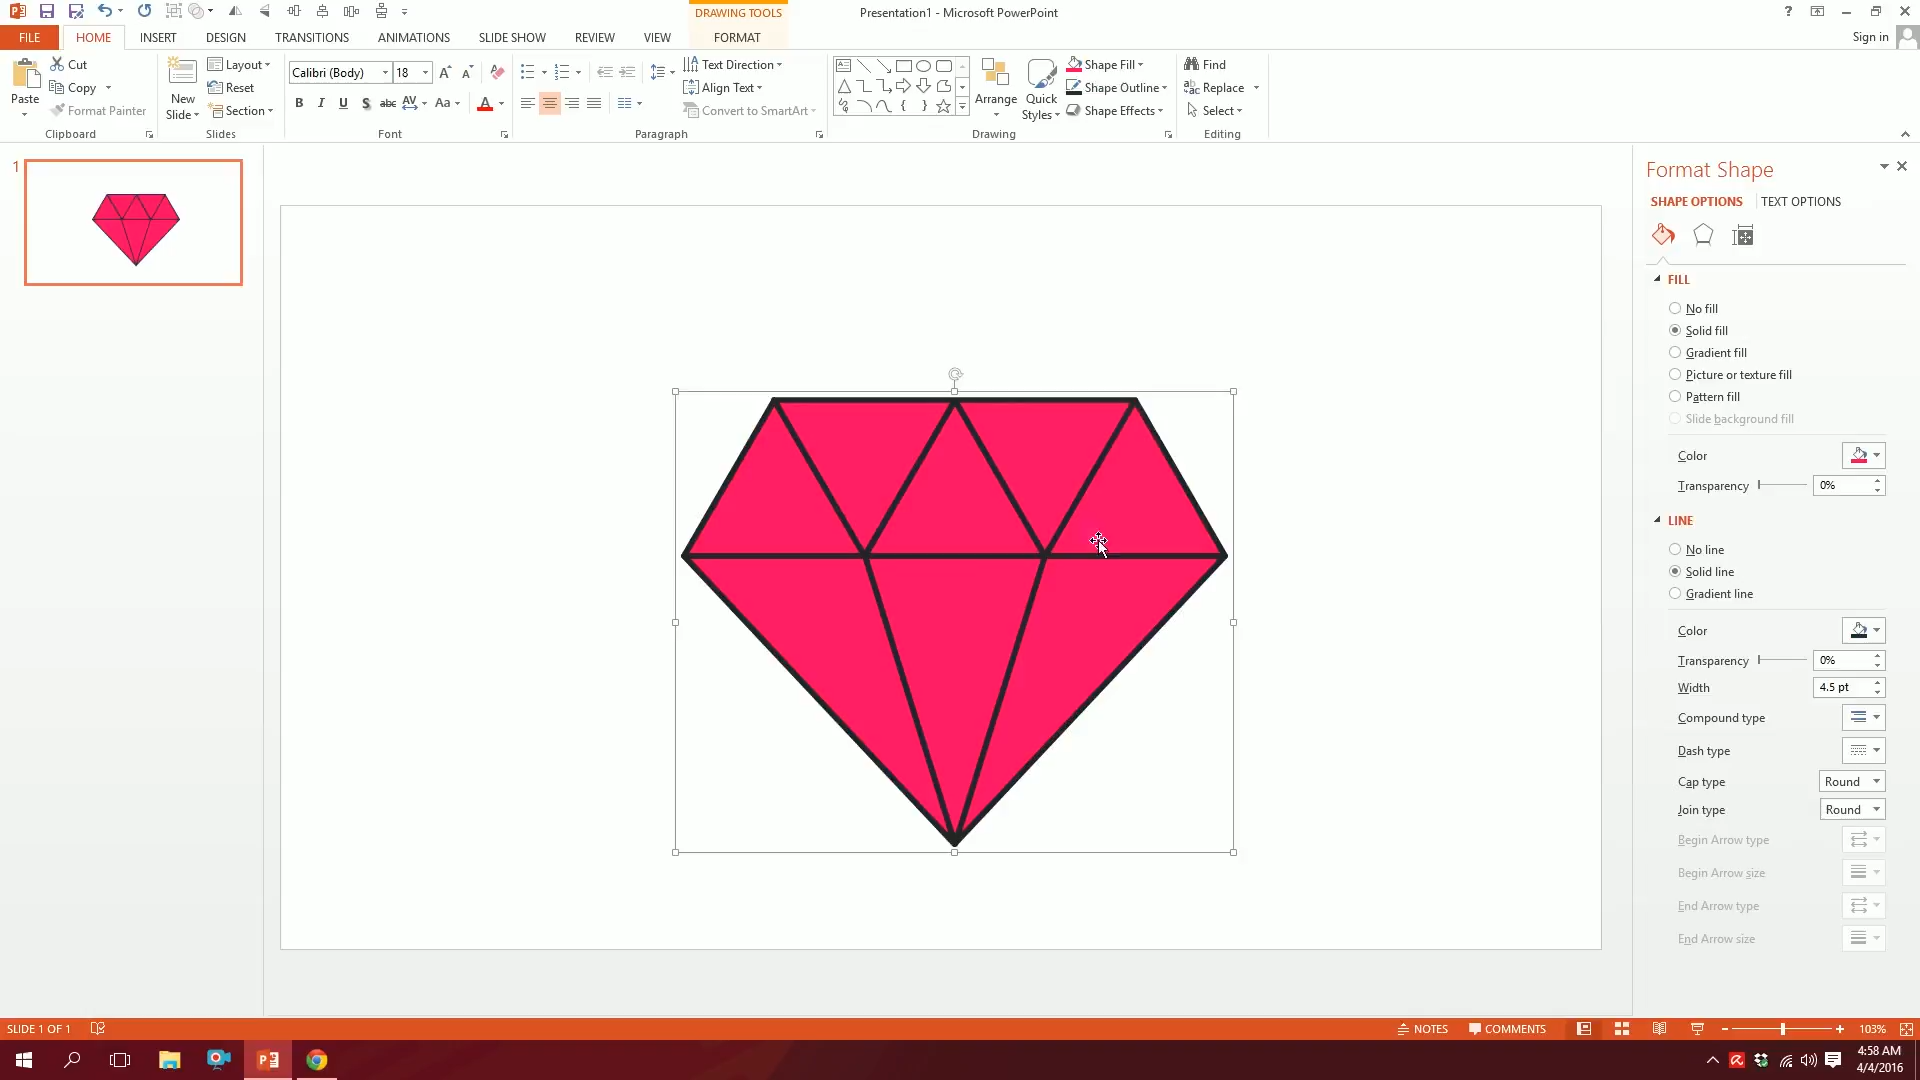 DRAWING TOOLS
Presentation1 - Microsoft PowerPoint
?
FILE
HOME
INSERT
DESIGN
TRANSITIONS
ANIMATIONS
SLIDE SHOW
REVIEW
VIEW
FORMAT
Sign in
Paste
Cut
Copy
Format Painter
Clipboard
New
Slide
Layout
Reset
Section
Slides
Calibri (Body)
18
A A
B I U S abc AV Aa A
Font
Text Direction
Align Text
Convert to SmartArt
Paragraph
Arrange
Quick
Styles
Shape Fill
Shape Outline
Shape Effects
Drawing
Find
Replace
Select
Editing
1
Format Shape
SHAPE OPTIONS
TEXT OPTIONS
FILL
No fill
Solid fill
Gradient fill
Picture or texture fill
Pattern fill
Slide background fill
Color
Transparency
0%
LINE
No line
Solid line
Gradient line
Color
Transparency
0%
Width
4.5 pt
Compound type
Dash type
Cap type
Round
Join type
Round
Begin Arrow type
Begin Arrow size
End Arrow type
End Arrow size
SLIDE 1 OF 1
NOTES
COMMENTS
103%
4:58 AM
4/4/2016